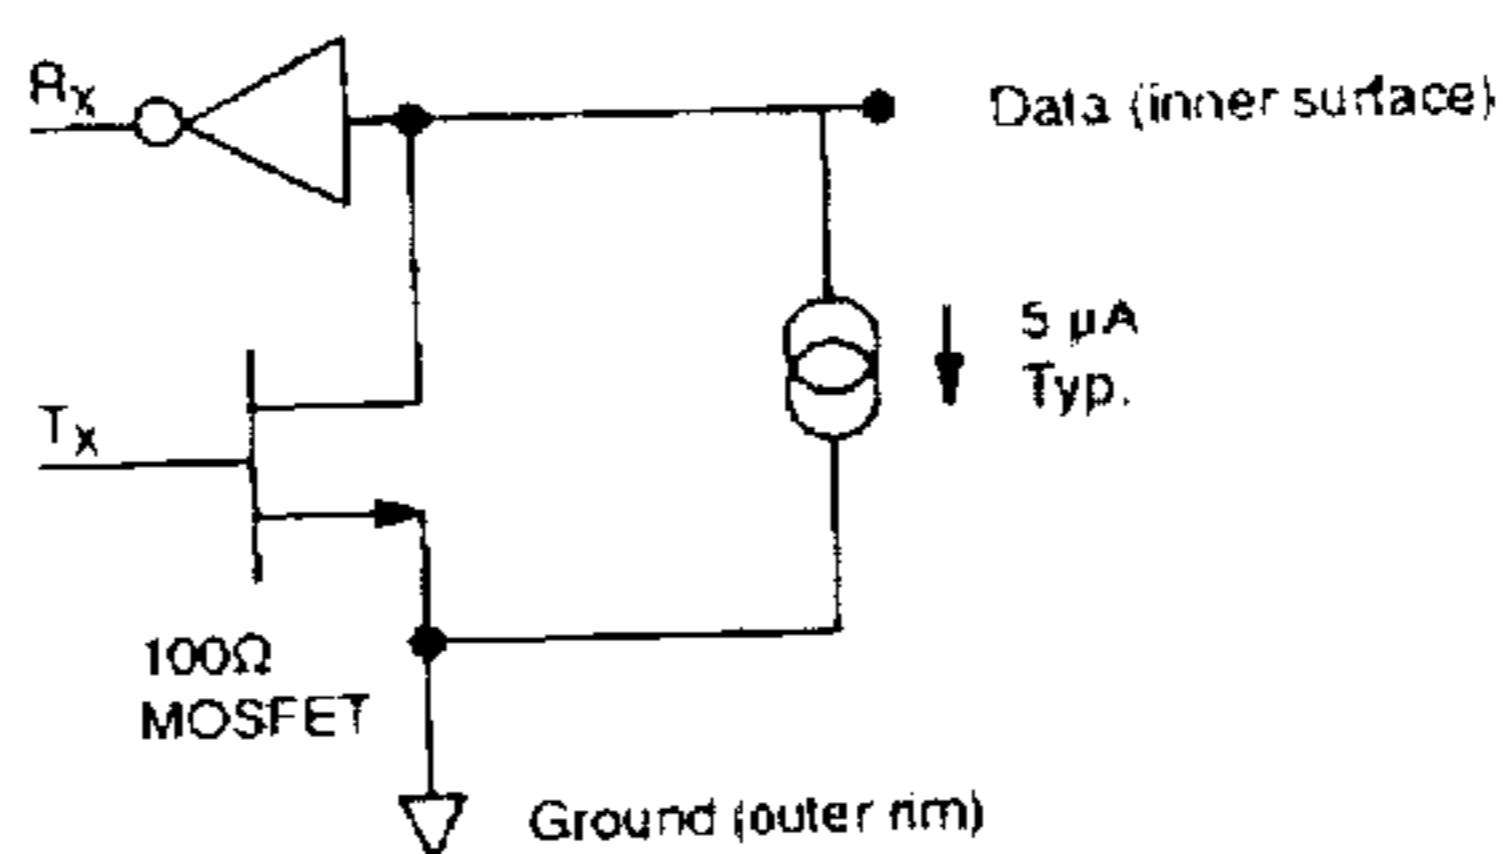 Rx
Data (inner surface)
5 µA
Typ.
Tx
100Ω
MOSFET
Ground (outer rim)